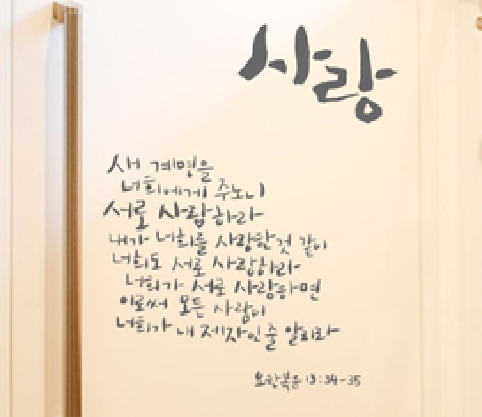 사랑
새 계명을
너희에게 주노니
서로 사랑하라
내가 너희를 사랑한 것 같이
너희도 서로 사랑하라
너희가 서로 사랑하면
이로써 모든 사람이
너희가 내 제자인줄 알리라
요한복음 13:34-35